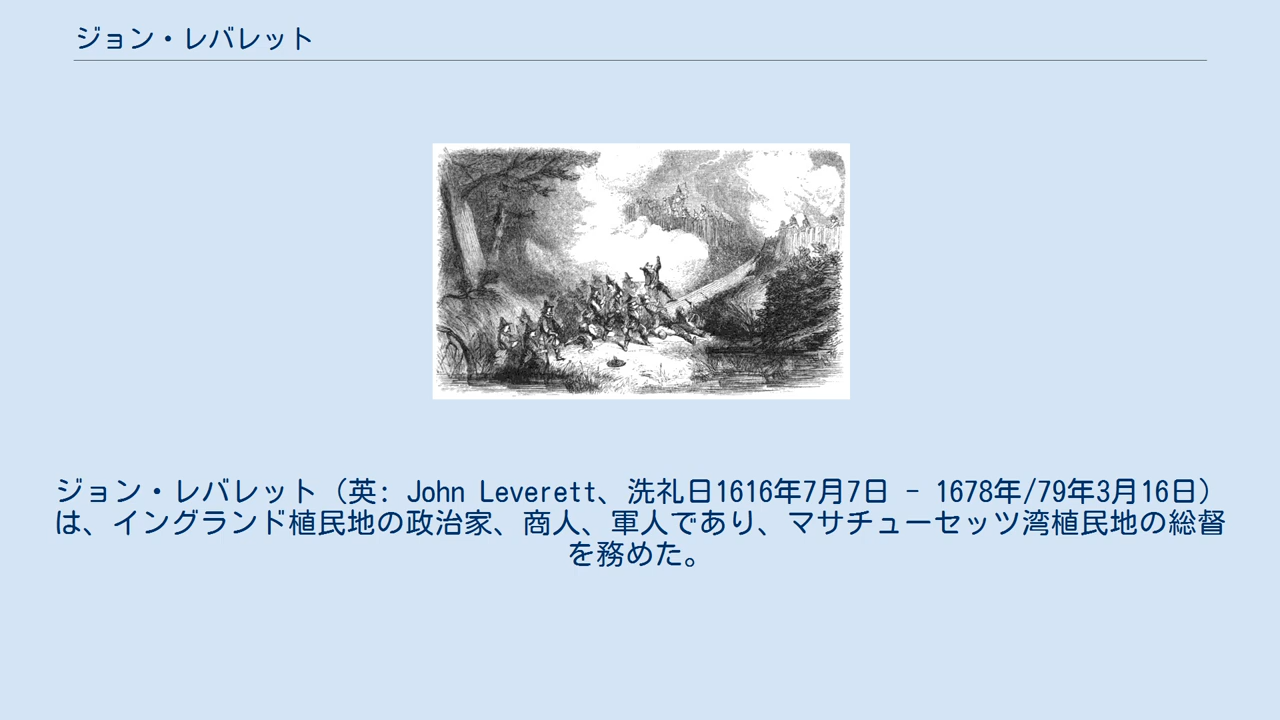 ジョン・レバレット
ジョン・レバレット（英: John Leverett、洗礼日1616年7月7日 - 1678年/79年3月16日）
は、イングランド植民地の政治家、商人、軍人であり、マサチューセッツ湾植民地の総督
を務めた。